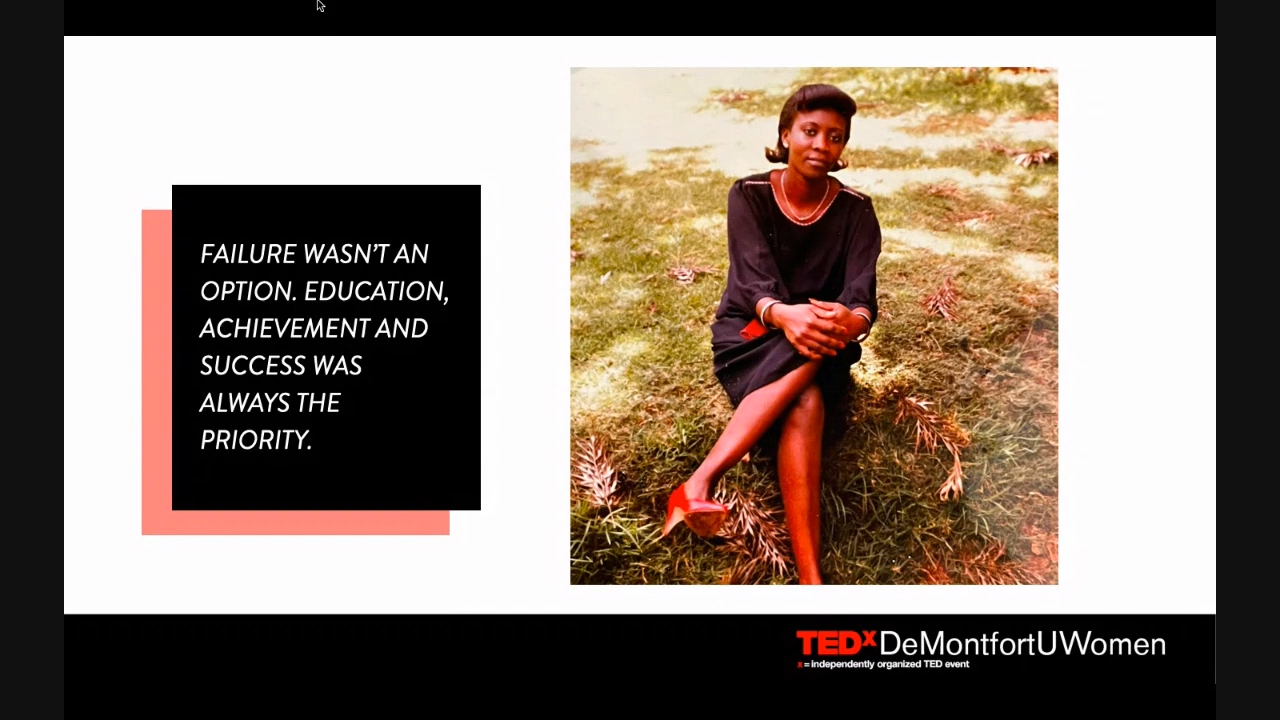 FAILURE WASN’T AN
OPTION. EDUCATION,
ACHIEVEMENT AND
SUCCESS WAS
ALWAYS THE
PRIORITY.
TEDxDeMontfortUWomen
x = independently organized TED event